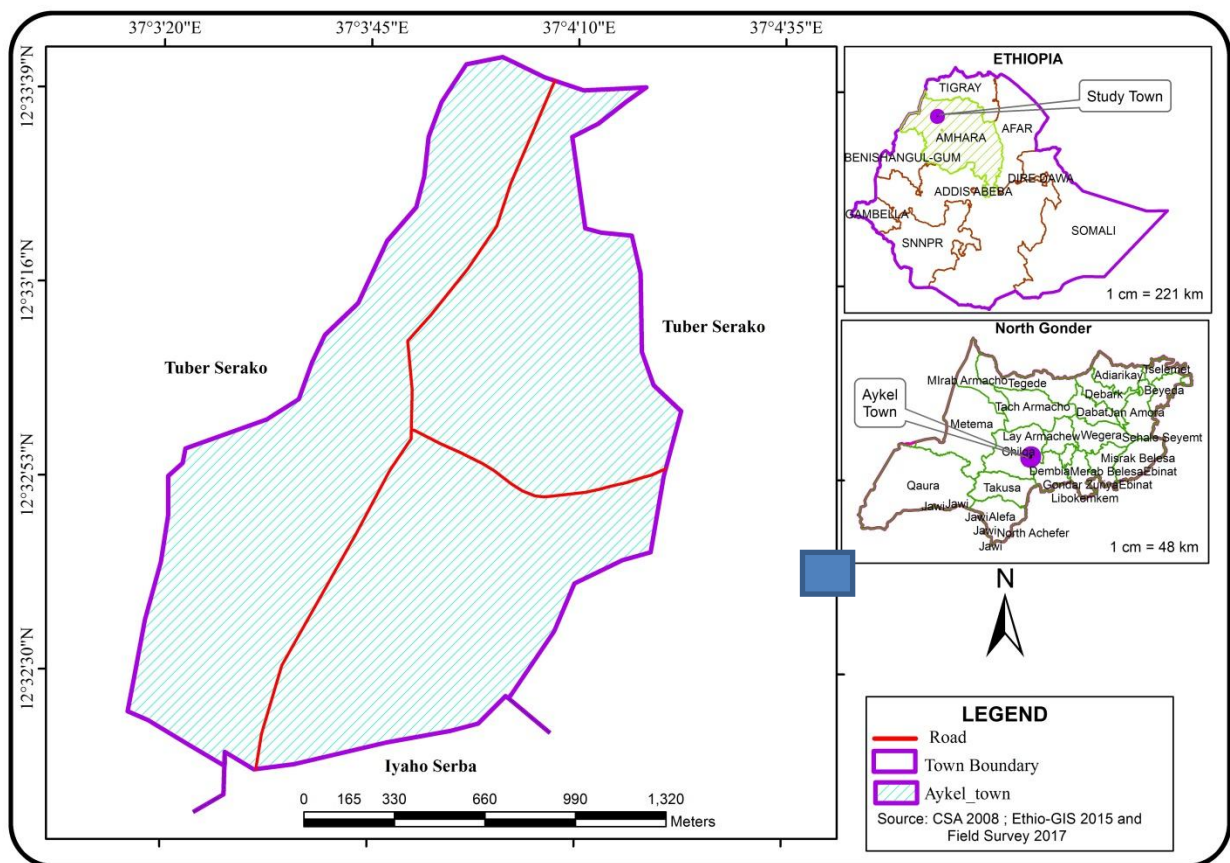 37°3'20"E 37°3'45"E 37°4'10"E 37°4'35"E
12°33'39"N
12°33'16"N
12°32'53"N
12°32'30"N
Tuber Serako
Tuber Serako
Iyaho Serba
0 165 330 660 990 1,320
Meters
ETHIOPIA
TIGRAY
Study Town
AFAR
AMHARA
BENISHANGUL-GUM
DIRE DAWA
ADDIS ABEBA
GAMBELLA
SOMALI
SNNPR
1 cm = 221 km
North Gonder
Aykel
Town
Tselemet
Adiarikay
MIrab Armacho
Tegede
Beyeda
Debark
Tach Armacho
Dabat
Jan Amora
Metema
Lay Armachew
Wegera
Sehale Seyemt
Chilga
Misrak Belesa
Dembia
Merab Belesa
Ebinat
Qaura
Takusa
Gondar Zuriya
Ebinat
Libokemkem
Jawi
Jawi
Jawi
Alefa
Jawi
North Achefer
Jawi
1 cm = 48 km
N
LEGEND
Road
Town Boundary
Aykel_town
Source: CSA 2008 ; Ethio-GIS 2015 and
Field Survey 2017